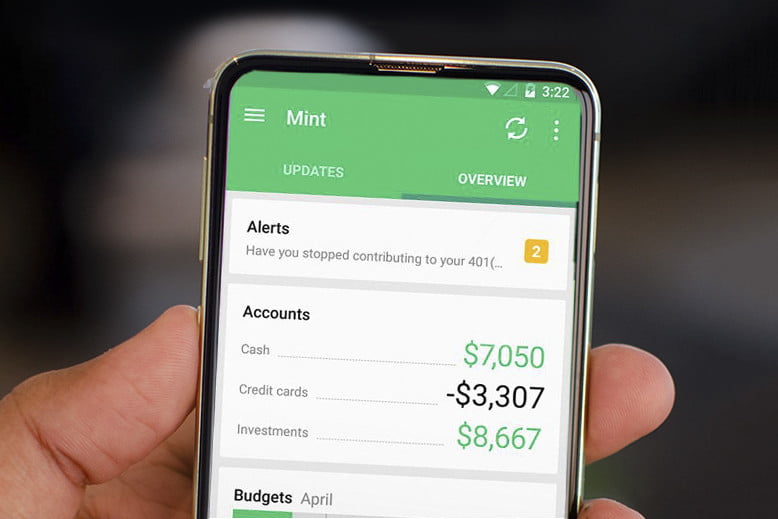 3:22
Mint
UPDATES OVERVIEW
Alerts
Have you stopped contributing to your 401(...
2
Accounts
Cash $7,050
Credit cards -$3,307
Investments $8,667
Budgets April